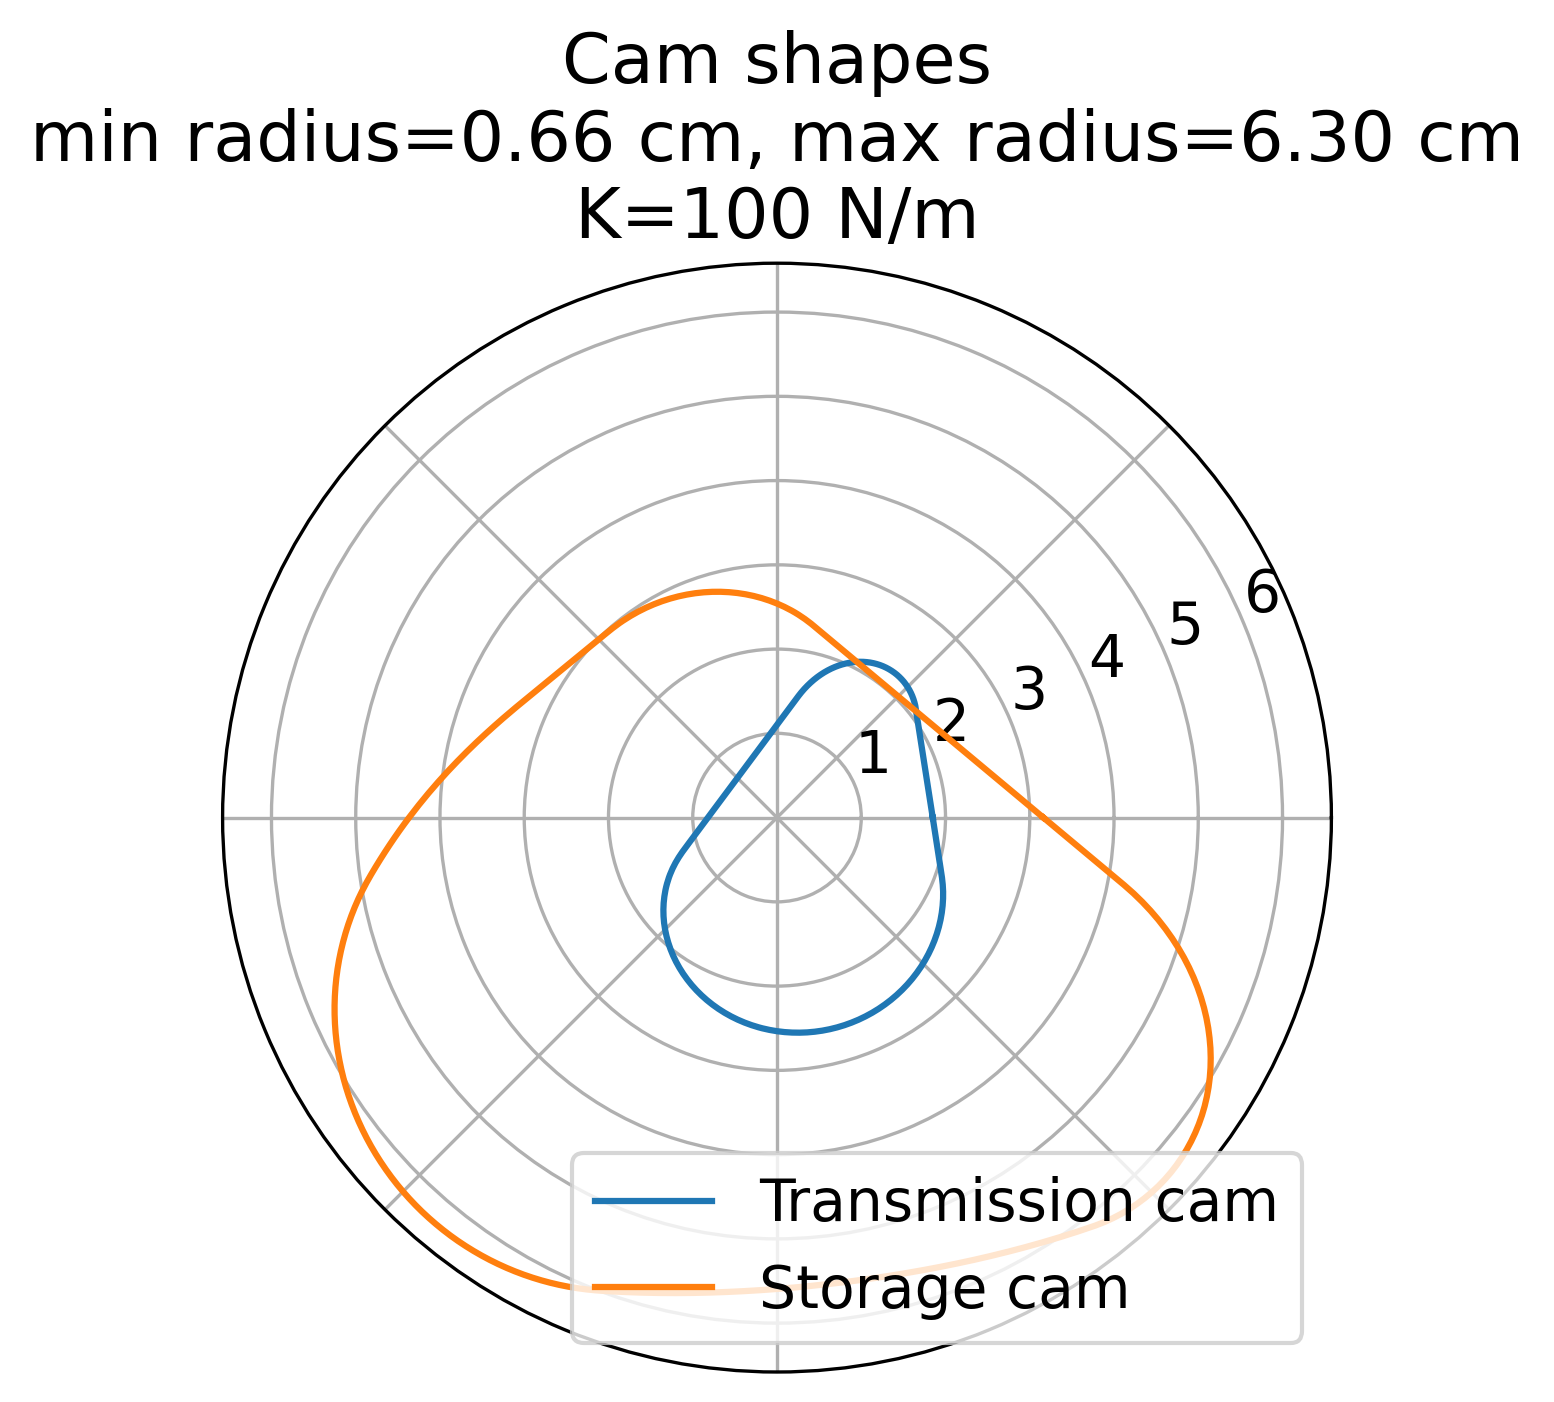 Cam shapes
min radius=0.66 cm, max radius=6.30 cm
K=100 N/m
6
5
4
3
2
1
Transmission cam
Storage cam